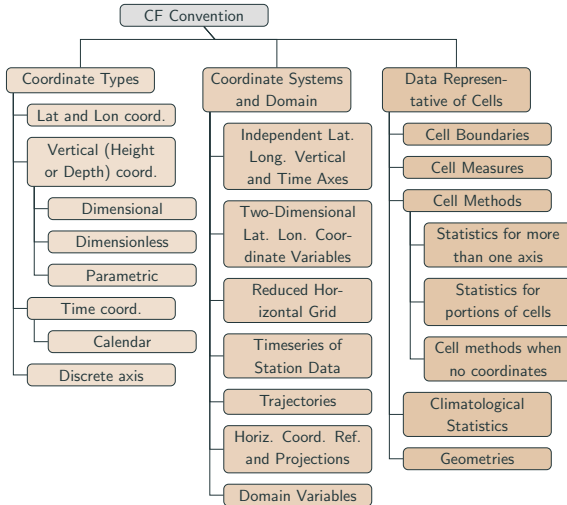 CF Convention
Coordinate Types
Lat and Lon coord.
Vertical (Height
or Depth) coord.
Dimensional
Dimensionless
Parametric
Time coord.
Calendar
Discrete axis
Coordinate Systems
and Domain
Independent Lat.
Long. Vertical
and Time Axes
Two-Dimensional
Lat. Lon. Coor-
dinate Variables
Reduced Hor-
izontal Grid
Timeseries of
Station Data
Trajectories
Horiz. Coord. Ref.
and Projections
Domain Variables
Data Represen-
tative of Cells
Cell Boundaries
Cell Measures
Cell Methods
Statistics for more
than one axis
Statistics for
portions of cells
Cell methods when
no coordinates
Climatological
Statistics
Geometries